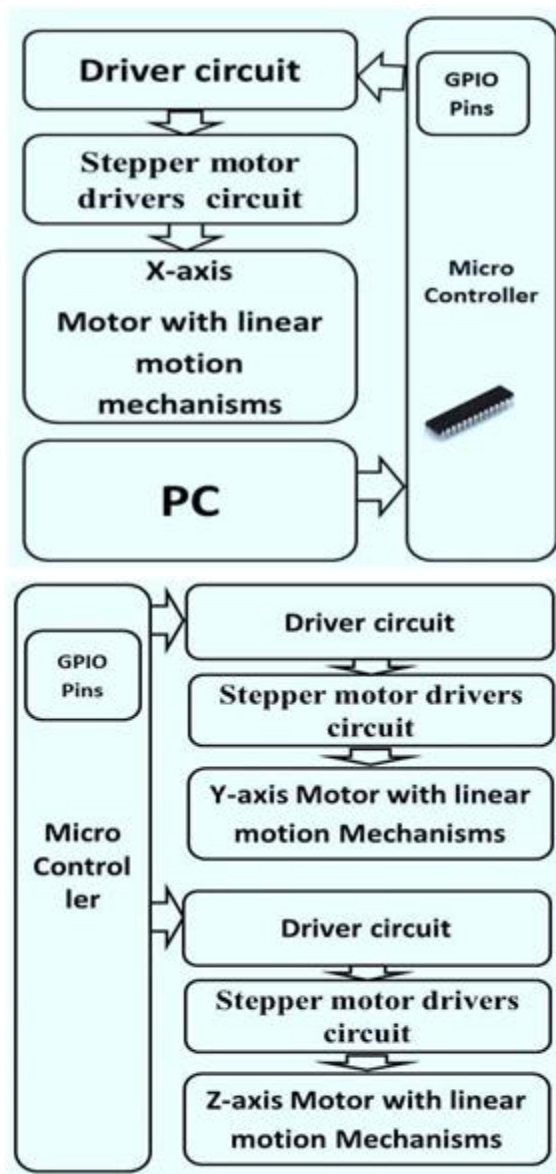 Driver circuit
Stepper motor
drivers circuit
X-axis
Motor with linear
motion
mechanisms
PC
GPIO
Pins
Micro
Controller
GPIO
Pins
Micro
Control
ler
Driver circuit
Stepper motor drivers
circuit
Y-axis Motor with linear
motion Mechanisms
Driver circuit
Stepper motor drivers
circuit
Z-axis Motor with linear
motion Mechanisms